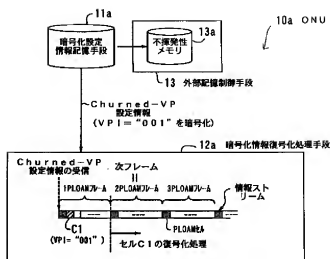 11a
暗号化設定
情報記憶手段
13a
不揮発性
メモリ
13 外部記憶制御手段
10a ONU
Churned-VP
設定情報
(VPI="001"を暗号化)
12a 暗号化情報復号化処理手段
Churned-VP
設定情報の受信
次フレーム
||
1PLOAMフレーム 2PLOAMフレーム 3PLOAMフレーム
情報スト
リーム
C1
(VPI="001")
PLOAMセル
セルC1の復号化処理